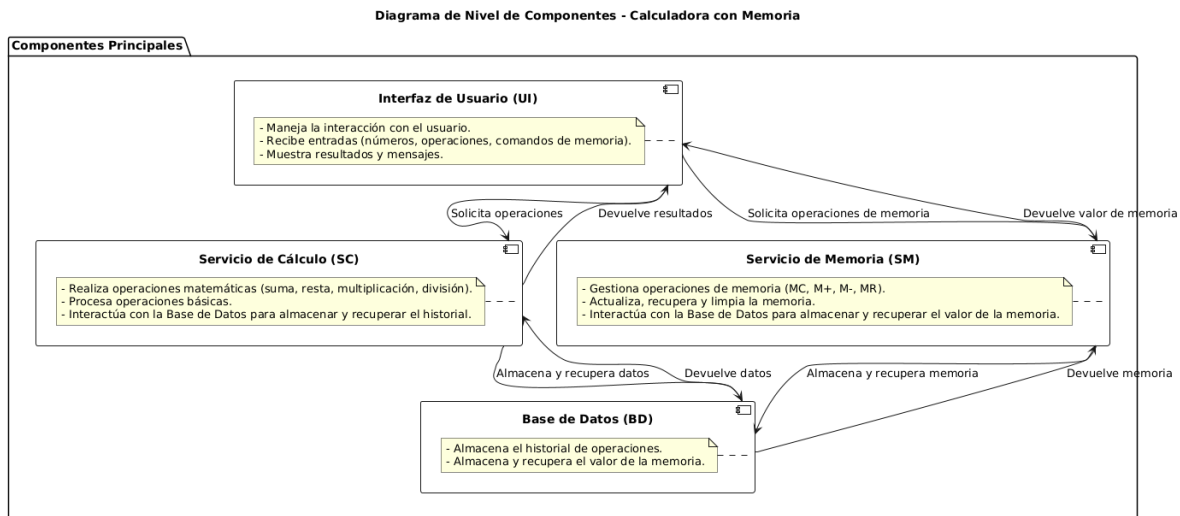 Diagrama de Nivel de Componentes - Calculadora con Memoria
Componentes Principales
Interfaz de Usuario (UI)
- Maneja la interacción con el usuario.
- Recibe entradas (números, operaciones, comandos de memoria).
- Muestra resultados y mensajes.
Solicita operaciones
Devuelve resultados
Solicita operaciones de memoria
Devuelve valor de memoria
Servicio de Cálculo (SC)
- Realiza operaciones matemáticas (suma, resta, multiplicación, división).
- Procesa operaciones básicas.
- Interactúa con la Base de Datos para almacenar y recuperar el historial.
Servicio de Memoria (SM)
- Gestiona operaciones de memoria (MC, M+, M-, MR).
- Actualiza, recupera y limpia la memoria.
- Interactúa con la Base de Datos para almacenar y recuperar el valor de la memoria.
Almacena y recupera datos
Devuelve datos
Almacena y recupera memoria
Devuelve memoria
Base de Datos (BD)
- Almacena el historial de operaciones.
- Almacena y recupera el valor de la memoria.